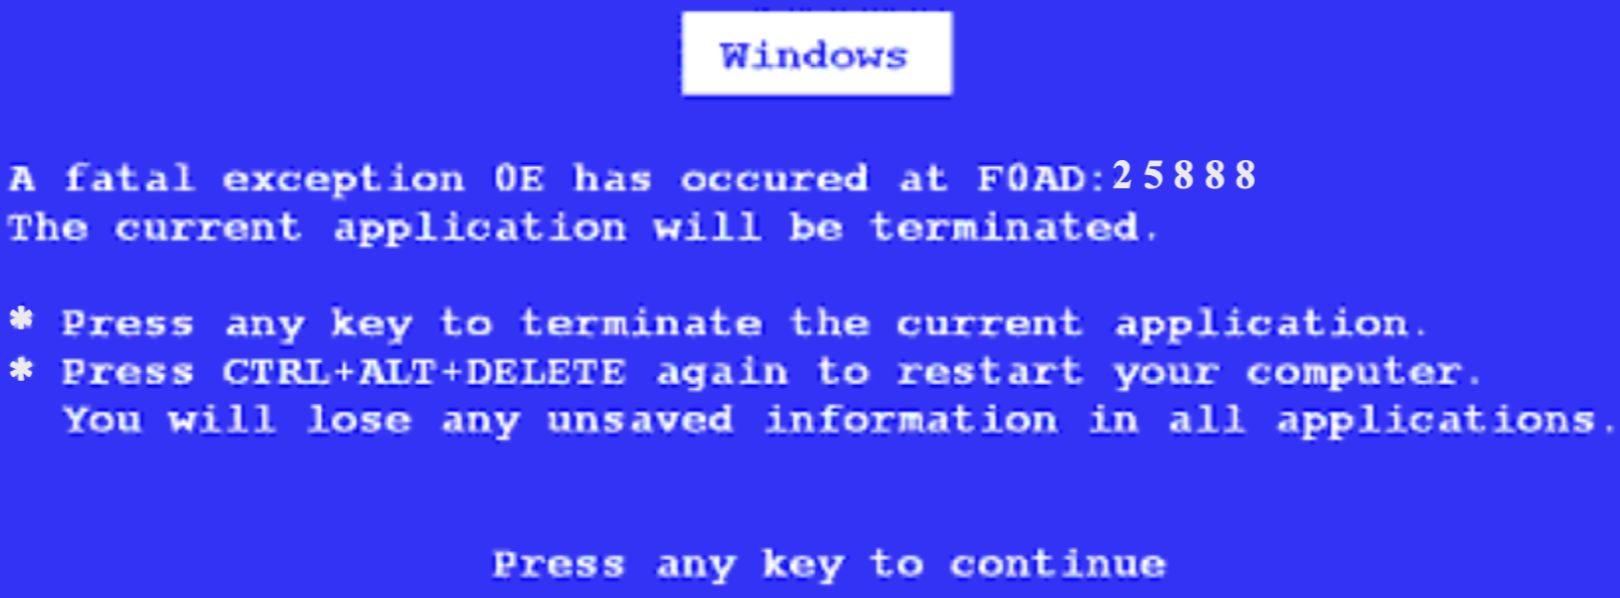 Windows
A fatal exception 0E has occured at F0AD:25888
The current application will be terminated.
* Press any key to terminate the current application.
* Press CTRL+ALT+DELETE again to restart your computer.
You will lose any unsaved information in all applications.
Press any key to continue